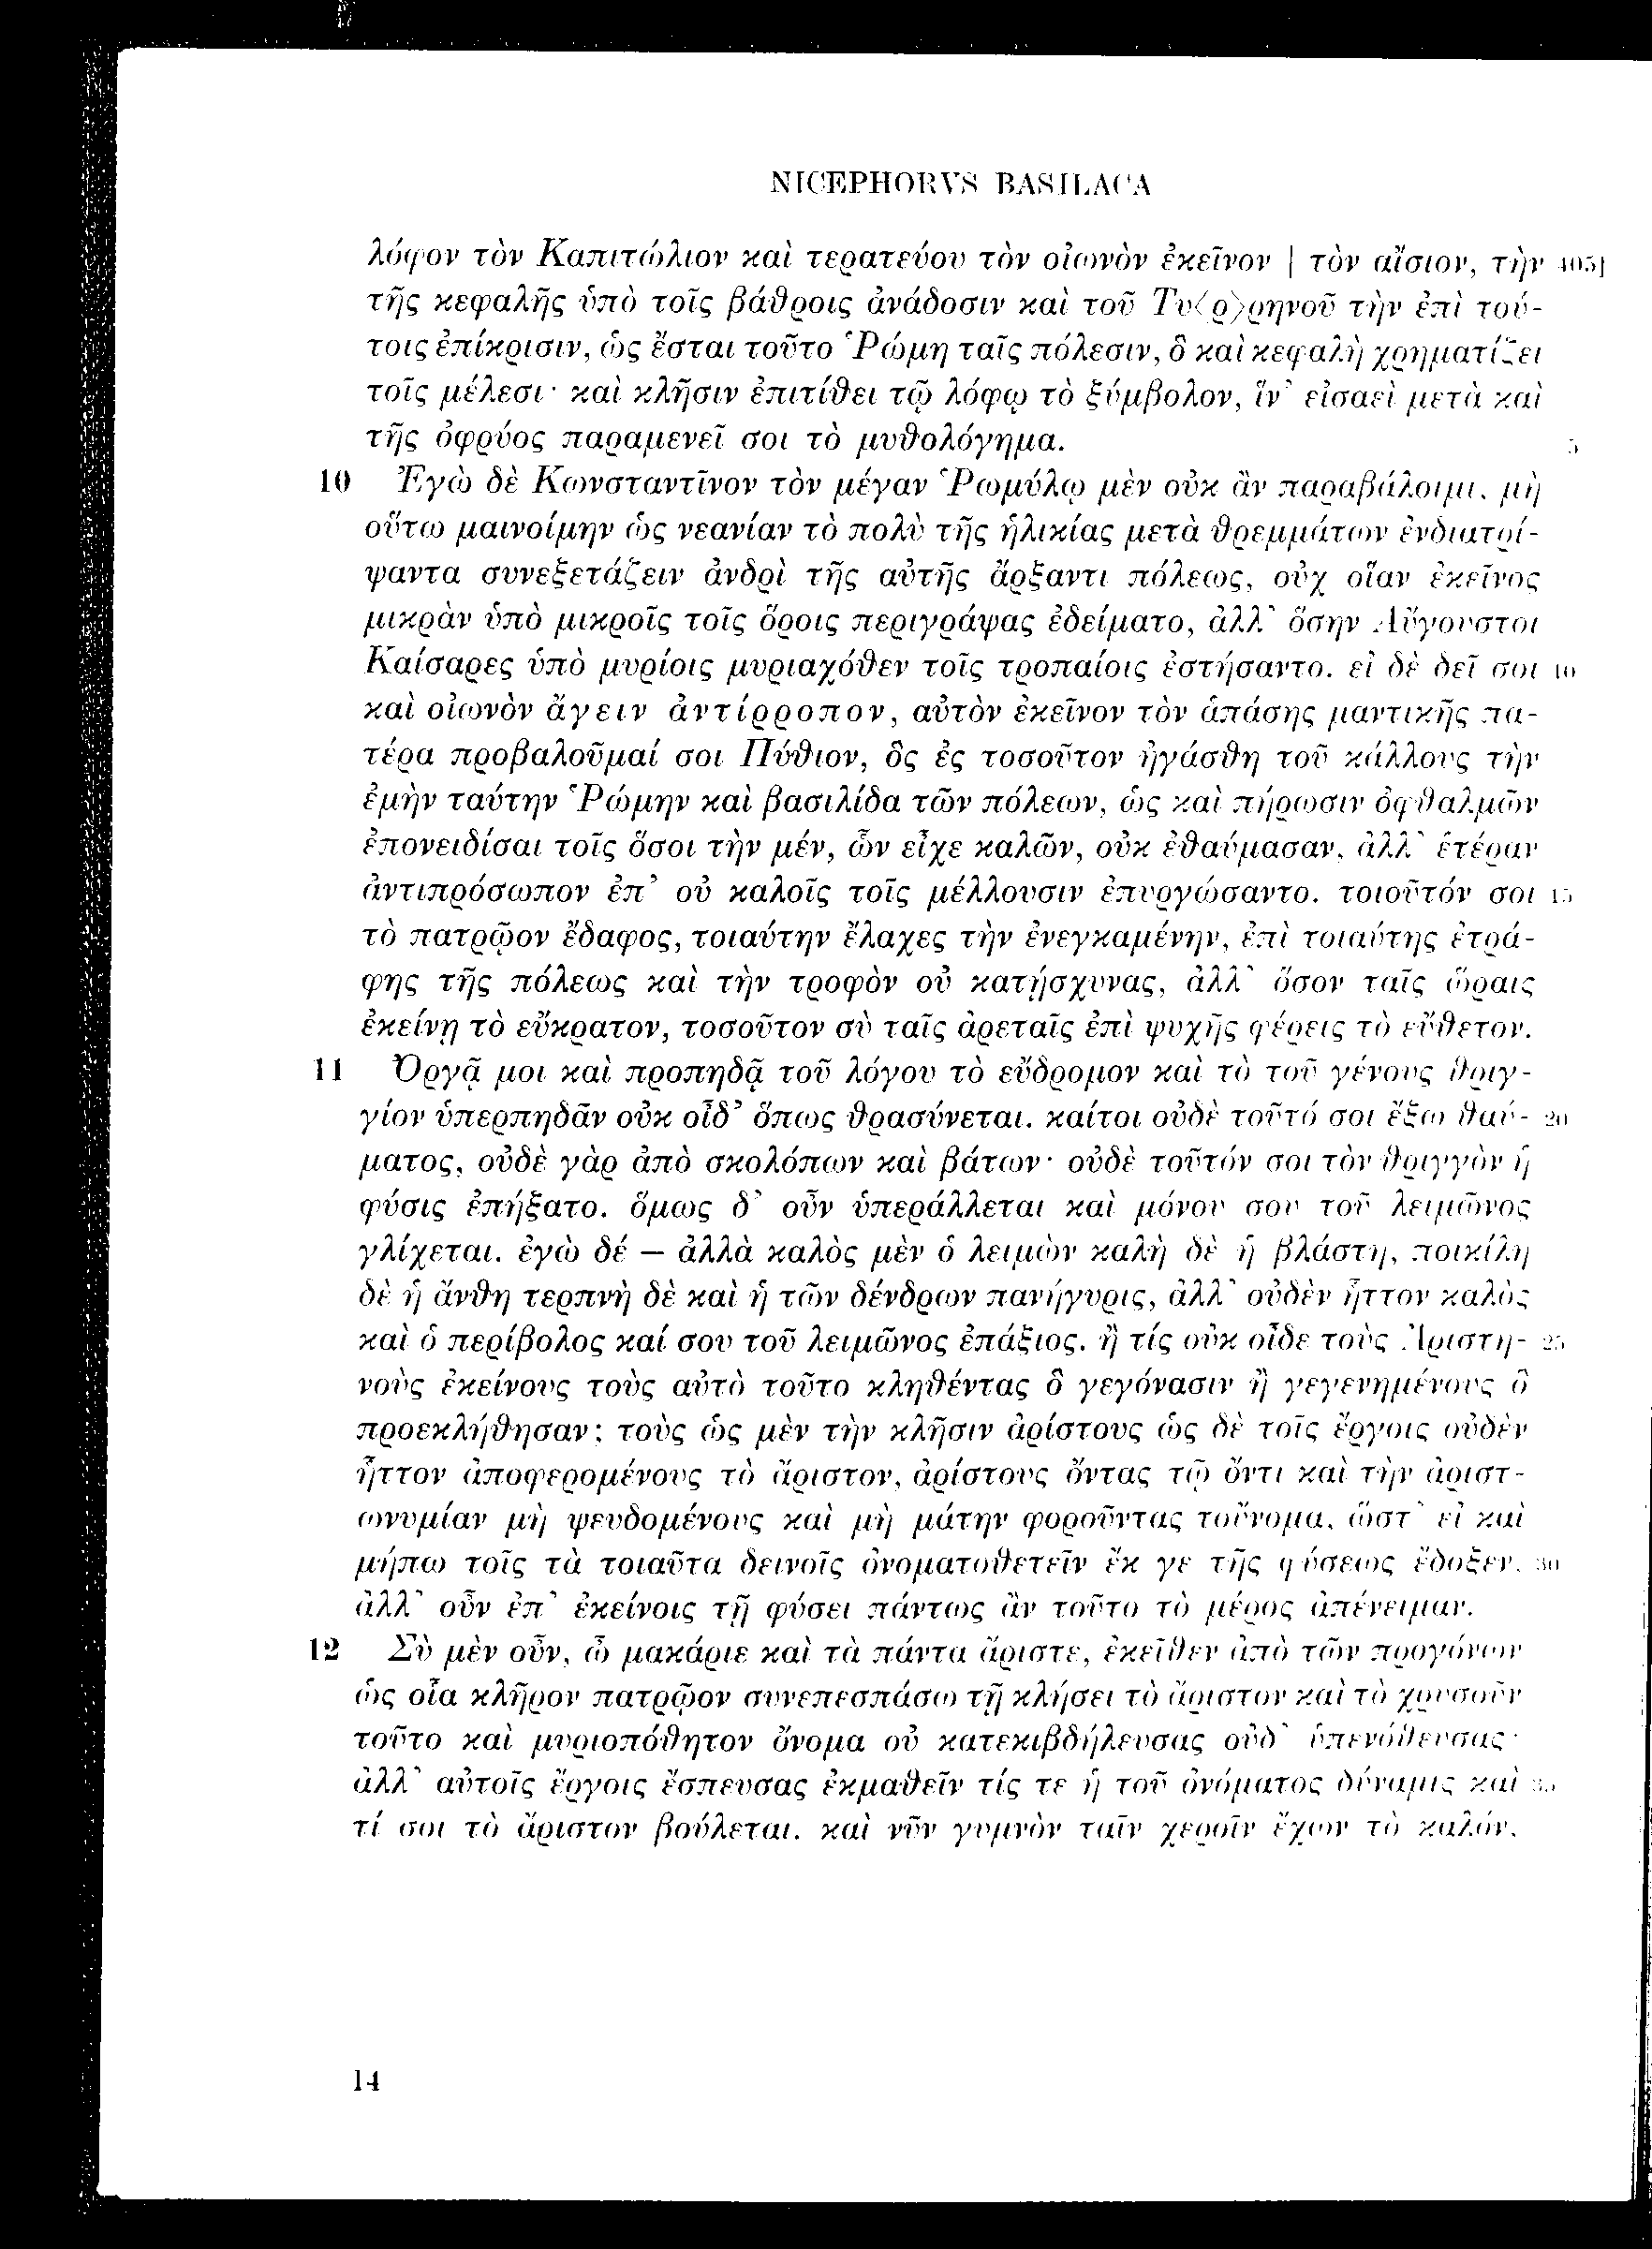 NICEPHORVS BASILACA
λόφον τὸν Καπιτώλιον καὶ τερατεύου τὸν οἰωνὸν ἐκεῖνον | τὸν αἴσιον, τὴν 405]
τῆς κεφαλῆς ὑπὸ τοῖς βάθροις ἀνάδοσιν καὶ τοῦ Τυ⟨ρ⟩ρηνοῦ τὴν ἐπὶ τού-
τοις ἐπίκρισιν, ὡς ἔσται τοῦτο Ῥώμη ταῖς πόλεσιν, ὃ καὶ κεφαλὴ χρηματίζει
τοῖς μέλεσι· καὶ κλῆσιν ἐπιτίθει τῷ λόφῳ τὸ ξύμβολον, ἵν᾽ εἰσαεὶ μετὰ καὶ
τῆς ὀφρύος παραμενεῖ σοι τὸ μυθολόγημα. 5
10 Ἐγὼ δὲ Κωνσταντῖνον τὸν μέγαν Ῥωμύλῳ μὲν οὐκ ἂν παραβάλοιμι, μὴ
οὕτω μαινοίμην ὡς νεανίαν τὸ πολὺ τῆς ἡλικίας μετὰ θρεμμάτων ἐνδιατρί-
ψαντα συνεξετάζειν ἀνδρὶ τῆς αὐτῆς ἄρξαντι πόλεως, οὐχ οἵαν ἐκεῖνος
μικρὰν ὑπὸ μικροῖς τοῖς ὅροις περιγράψας ἐδείματο, ἀλλ᾽ ὅσην Αὔγουστοι
Καίσαρες ὑπὸ μυρίοις μυριαχόθεν τοῖς τροπαίοις ἐστήσαντο. εἰ δὲ δεῖ σοι 10
καὶ οἰωνὸν ἄγειν ἀντίρροπον, αὐτὸν ἐκεῖνον τὸν ἁπάσης μαντικῆς πα-
τέρα προβαλοῦμαί σοι Πύθιον, ὃς ἐς τοσοῦτον ἠγάσθη τοῦ κάλλους τὴν
ἐμὴν ταύτην Ῥώμην καὶ βασιλίδα τῶν πόλεων, ὡς καὶ πήρωσιν ὀφθαλμῶν
ἐπονειδίσαι τοῖς ὅσοι τὴν μέν, ὧν εἶχε καλῶν, οὐκ ἐθαύμασαν, ἀλλ᾽ ἑτέραν
ἀντιπρόσωπον ἐπ᾽ οὐ καλοῖς τοῖς μέλλουσιν ἐπυργώσαντο. τοιοῦτόν σοι 15
τὸ πατρῷον ἔδαφος, τοιαύτην ἔλαχες τὴν ἐνεγκαμένην, ἐπὶ τοιαύτης ἐτρά-
φης τῆς πόλεως καὶ τὴν τροφὸν οὐ κατῄσχυνας, ἀλλ᾽ ὅσον ταῖς ὥραις
ἐκείνῃ τὸ εὔκρατον, τοσοῦτον σὺ ταῖς ἀρεταῖς ἐπὶ ψυχῆς φέρεις τὸ εὔθετον.
11 Ὀργᾷ μοι καὶ προπηδᾷ τοῦ λόγου τὸ εὔδρομον καὶ τὸ τοῦ γένους θριγ-
γίον ὑπερπηδᾶν οὐκ οἶδ᾽ ὅπως θρασύνεται. καίτοι οὐδὲ τοῦτό σοι ἔξω θαύ- 20
ματος, οὐδὲ γὰρ ἀπὸ σκολόπων καὶ βάτων· οὐδὲ τοῦτόν σοι τὸν θριγγὸν ἡ
φύσις ἐπήξατο. ὅμως δ᾽ οὖν ὑπεράλλεται καὶ μόνου σου τοῦ λειμῶνος
γλίχεται. ἐγὼ δέ – ἀλλὰ καλὸς μὲν ὁ λειμὼν καλὴ δὲ ἡ βλάστη, ποικίλη
δὲ ἡ ἄνθη τερπνὴ δὲ καὶ ἡ τῶν δένδρων πανήγυρις, ἀλλ᾽ οὐδὲν ἧττον καλὸς
καὶ ὁ περίβολος καί σου τοῦ λειμῶνος ἐπάξιος. ἢ τίς οὐκ οἶδε τοὺς Ἀριστη- 25
νοὺς ἐκείνους τοὺς αὐτὸ τοῦτο κληθέντας ὃ γεγόνασιν ἢ γεγενημένους ὃ
προεκλήθησαν; τοὺς ὡς μὲν τὴν κλῆσιν ἀρίστους ὡς δὲ τοῖς ἔργοις οὐδὲν
ἧττον ἀποφερομένους τὸ ἄριστον, ἀρίστους ὄντας τῷ ὄντι καὶ τὴν ἀριστ-
ωνυμίαν μὴ ψευδομένους καὶ μὴ μάτην φοροῦντας τοὔνομα, ὥστ᾽ εἰ καὶ
μήπω τοῖς τὰ τοιαῦτα δεινοῖς ὀνοματοθετεῖν ἔκ γε τῆς φύσεως ἔδοξεν, 30
ἀλλ᾽ οὖν ἐπ᾽ ἐκείνοις τῇ φύσει πάντως ἂν τοῦτο τὸ μέρος ἀπένειμαν.
12 Σὺ μὲν οὖν, ὦ μακάριε καὶ τὰ πάντα ἄριστε, ἐκεῖθεν ἀπὸ τῶν προγόνων
ὡς οἷα κλῆρον πατρῷον συνεπεσπάσω τῇ κλήσει τὸ ἄριστον καὶ τὸ χρυσοῦν
τοῦτο καὶ μυριοπόθητον ὄνομα οὐ κατεκιβδήλευσας οὐδ᾽ ὑπενόθευσας·
ἀλλ᾽ αὐτοῖς ἔργοις ἔσπευσας ἐκμαθεῖν τίς τε ἡ τοῦ ὀνόματος δύναμις καὶ 35
τί σοι τὸ ἄριστον βούλεται. καὶ νῦν γυμνὸν ταῖν χεροῖν ἔχων τὸ καλόν,
14